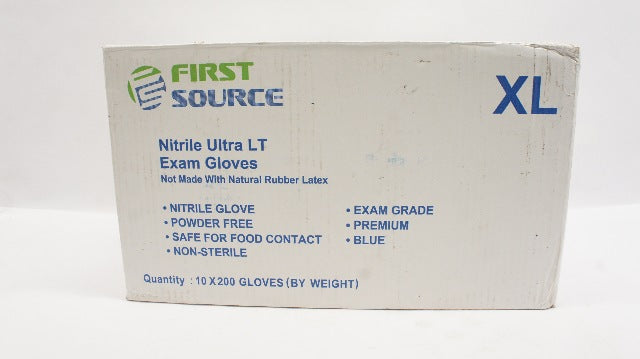 FIRST
SOURCE
XL
Nitrile Ultra LT
Exam Gloves
Not Made With Natural Rubber Latex
• NITRILE GLOVE
• POWDER FREE
• SAFE FOR FOOD CONTACT
• NON-STERILE
• EXAM GRADE
• PREMIUM
• BLUE
Quantity : 10 X 200 GLOVES (BY WEIGHT)